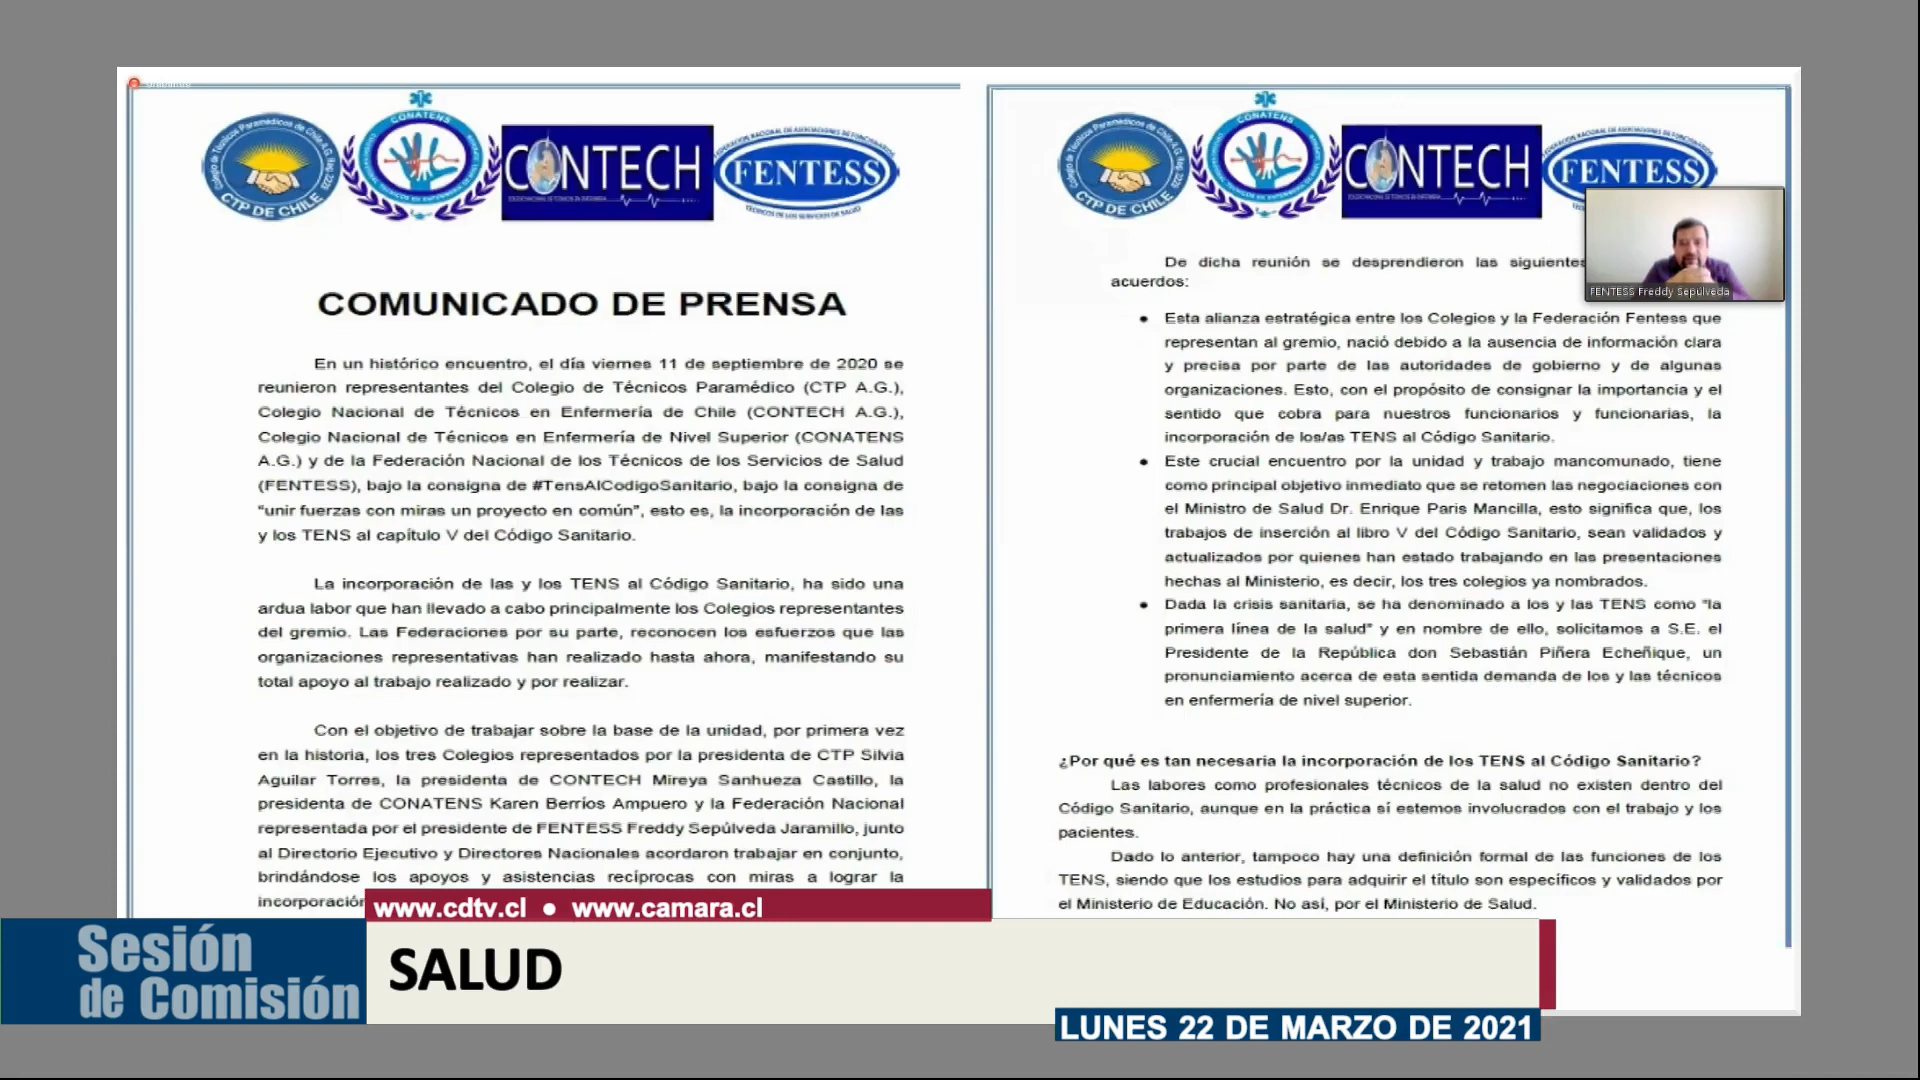 CTP DE CHILE
CONATENS
CONTECH
FENTESS
TÉCNICOS DE LOS SERVICIOS DE SALUD
COMUNICADO DE PRENSA
En un histórico encuentro, el día viernes 11 de septiembre de 2020 se
reunieron representantes del Colegio de Técnicos Paramédico (CTP A.G.),
Colegio Nacional de Técnicos en Enfermería de Chile (CONTECH A.G.),
Colegio Nacional de Técnicos en Enfermería de Nivel Superior (CONATENS
A.G.) y de la Federación Nacional de los Técnicos de los Servicios de Salud
(FENTESS), bajo la consigna de #TensAlCodigoSanitario, bajo la consigna de
“unir fuerzas con miras un proyecto en común”, esto es, la incorporación de las
y los TENS al capítulo V del Código Sanitario.
La incorporación de las y los TENS al Código Sanitario, ha sido una
ardua labor que han llevado a cabo principalmente los Colegios representantes
del gremio. Las Federaciones por su parte, reconocen los esfuerzos que las
organizaciones representativas han realizado hasta ahora, manifestando su
total apoyo al trabajo realizado y por realizar.
Con el objetivo de trabajar sobre la base de la unidad, por primera vez
en la historia, los tres Colegios representados por la presidenta de CTP Silvia
Aguilar Torres, la presidenta de CONTECH Mireya Sanhueza Castillo, la
presidenta de CONATENS Karen Berríos Ampuero y la Federación Nacional
representada por el presidente de FENTESS Freddy Sepúlveda Jaramillo, junto
al Directorio Ejecutivo y Directores Nacionales acordaron trabajar en conjunto,
brindándose los apoyos y asistencias recíprocas con miras a lograr la
incorporación
CTP DE CHILE
CONATENS
CONTECH
FENTESS
FENTESS Freddy Sepúlveda
De dicha reunión se desprendieron las siguientes
acuerdos:
• Esta alianza estratégica entre los Colegios y la Federación Fentess que
representan al gremio, nació debido a la ausencia de información clara
y precisa por parte de las autoridades de gobierno y de algunas
organizaciones. Esto, con el propósito de consignar la importancia y el
sentido que cobra para nuestros funcionarios y funcionarias, la
incorporación de los/as TENS al Código Sanitario.
• Este crucial encuentro por la unidad y trabajo mancomunado, tiene
como principal objetivo inmediato que se retomen las negociaciones con
el Ministro de Salud Dr. Enrique Paris Mancilla, esto significa que, los
trabajos de inserción al libro V del Código Sanitario, sean validados y
actualizados por quienes han estado trabajando en las presentaciones
hechas al Ministerio, es decir, los tres colegios ya nombrados.
• Dada la crisis sanitaria, se ha denominado a los y las TENS como “la
primera línea de la salud” y en nombre de ello, solicitamos a S.E. el
Presidente de la República don Sebastián Piñera Echeñique, un
pronunciamiento acerca de esta sentida demanda de los y las técnicos
en enfermería de nivel superior.
¿Por qué es tan necesaria la incorporación de los TENS al Código Sanitario?
Las labores como profesionales técnicos de la salud no existen dentro del
Código Sanitario, aunque en la práctica sí estemos involucrados con el trabajo y los
pacientes.
Dado lo anterior, tampoco hay una definición formal de las funciones de los
TENS, siendo que los estudios para adquirir el título son específicos y validados por
el Ministerio de Educación. No así, por el Ministerio de Salud.
www.cdtv.cl • www.camara.cl
Sesión
de Comisión
SALUD
LUNES 22 DE MARZO DE 2021